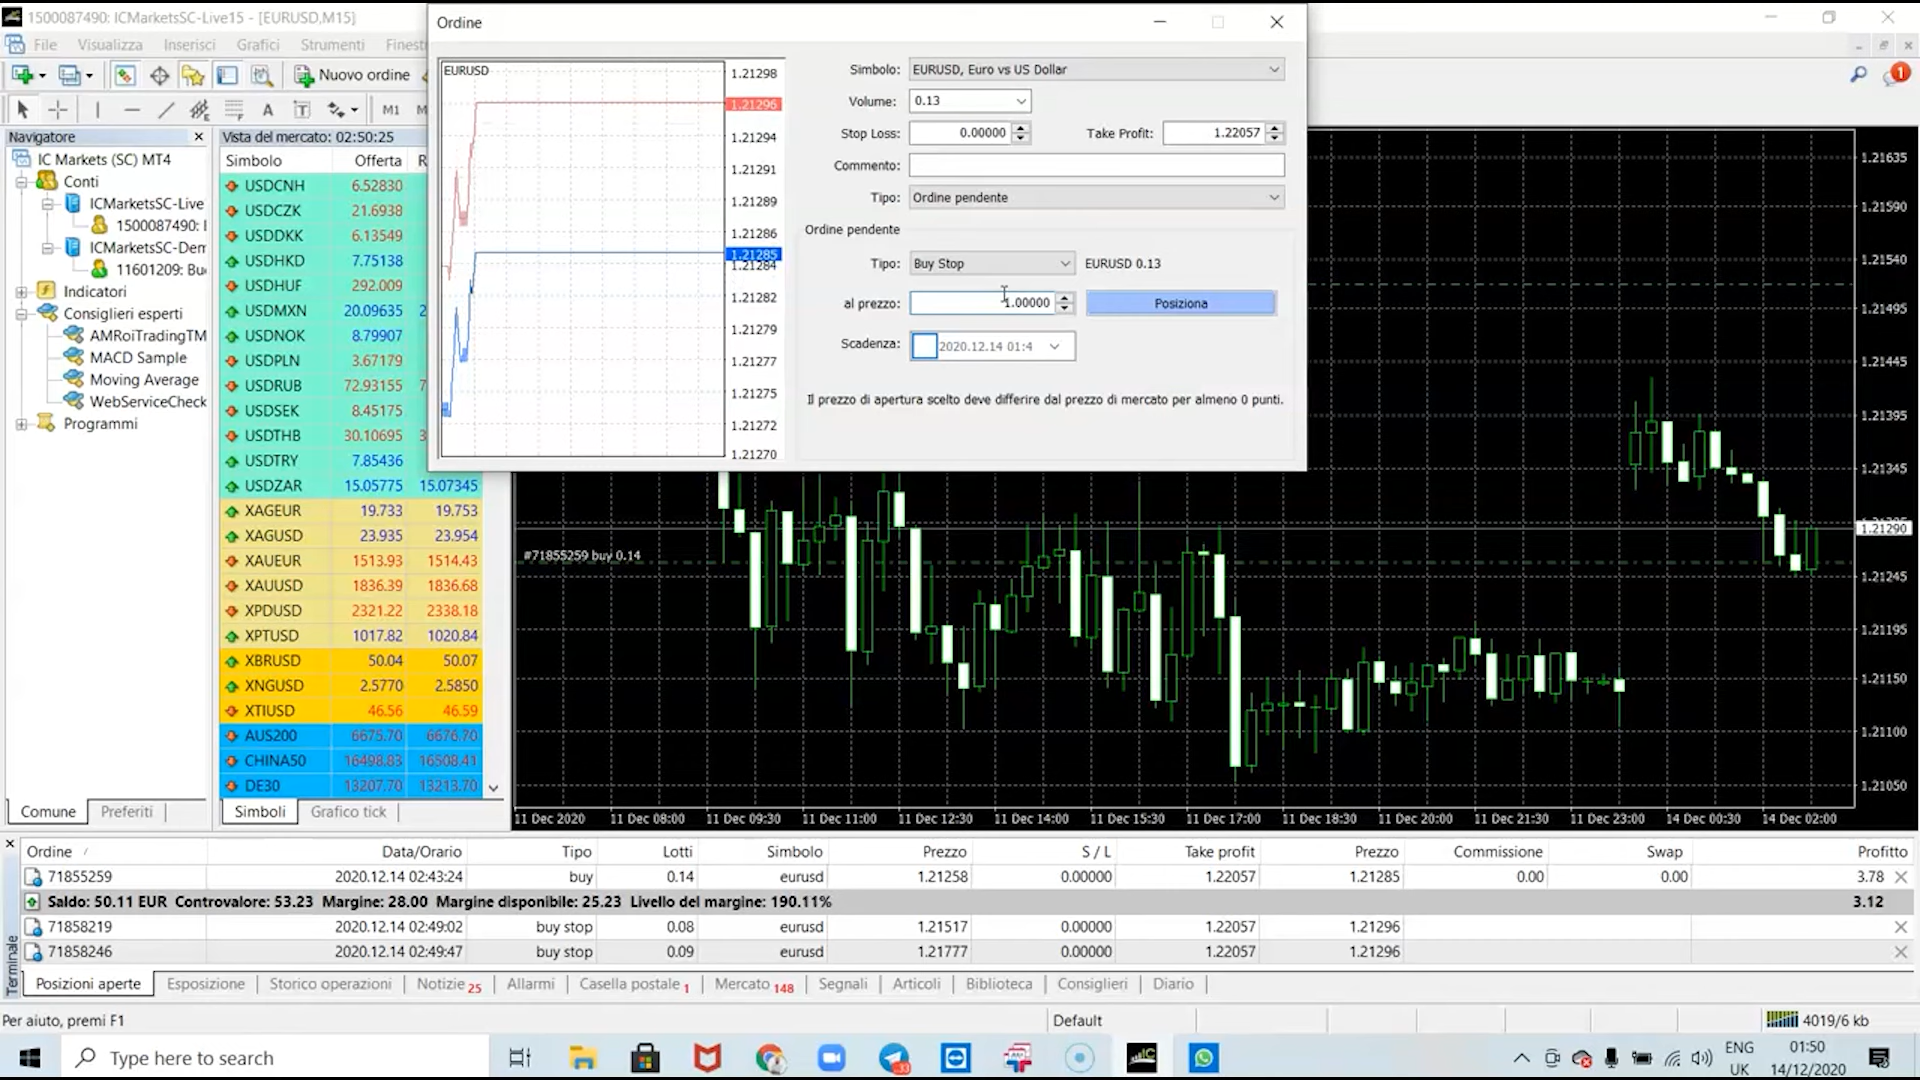 1500087490: ICMarketsSC-Live15 - [EURUSD,M15]
File Visualizza Inserisci Grafici Strumenti Finest
Nuovo ordine
A T M1 M
Navigatore
IC Markets (SC) MT4
Conti
ICMarketsSC-Live
1500087490: I
ICMarketsSC-Dem
11601209: Bu
Indicatori
Consiglieri esperti
AMRoiTradingTM
MACD Sample
Moving Average
WebServiceCheck
Programmi
Comune Preferiti
Vista del mercato: 02:50:25
Simbolo Offerta R
USDCNH 6.52830
USDCZK 21.6938
USDDKK 6.13549
USDHKD 7.75138
USDHUF 292.009
USDMXN 20.09635
USDNOK 8.79907
USDPLN 3.67179
USDRUB 72.93155 7
USDSEK 8.45175
USDTHB 30.10695 3
USDTRY 7.85436
USDZAR 15.05775 15.07345
XAGEUR 19.733 19.753
XAGUSD 23.935 23.954
XAUEUR 1513.93 1514.43
XAUUSD 1836.39 1836.68
XPDUSD 2321.22 2338.18
XPTUSD 1017.82 1020.84
XBRUSD 50.04 50.07
XNGUSD 2.5770 2.5850
XTIUSD 46.56 46.59
AUS200 6675.70 6676.70
CHINA50 16498.83 16508.41
DE30 13207.70 13213.70
Simboli Grafico tick
Ordine
EURUSD
1.21298
1.21296
1.21294
1.21291
1.21289
1.21286
1.21285
1.21284
1.21282
1.21279
1.21277
1.21275
1.21272
1.21270
Simbolo: EURUSD, Euro vs US Dollar
Volume: 0.13
Stop Loss: 0.00000 Take Profit: 1.22057
Commento:
Tipo: Ordine pendente
Ordine pendente
Tipo: Buy Stop EURUSD 0.13
al prezzo: 1.00000 Posiziona
Scadenza: 2020.12.14 01:4
Il prezzo di apertura scelto deve differire dal prezzo di mercato per almeno 0 punti.
1
1.21635
1.21590
1.21540
1.21495
1.21445
1.21395
1.21345
1.21290
1.21245
1.21195
1.21150
1.21100
1.21050
#71855259 buy 0.14
11 Dec 2020 11 Dec 08:00 11 Dec 09:30 11 Dec 11:00 11 Dec 12:30 11 Dec 14:00 11 Dec 15:30 11 Dec 17:00 11 Dec 18:30 11 Dec 20:00 11 Dec 21:30 11 Dec 23:00 14 Dec 00:30 14 Dec 02:00
Ordine / Data/Orario Tipo Lotti Simbolo Prezzo S / L Take profit Prezzo Commissione Swap Profitto
71855259 2020.12.14 02:43:24 buy 0.14 eurusd 1.21258 0.00000 1.22057 1.21285 0.00 0.00 3.78
Saldo: 50.11 EUR Controvalore: 53.23 Margine: 28.00 Margine disponibile: 25.23 Livello del margine: 190.11% 3.12
71858219 2020.12.14 02:49:02 buy stop 0.08 eurusd 1.21517 0.00000 1.22057 1.21296
71858246 2020.12.14 02:49:47 buy stop 0.09 eurusd 1.21777 0.00000 1.22057 1.21296
Terminale
Posizioni aperte Esposizione Storico operazioni Notizie 25 Allarmi Casella postale 1 Mercato 148 Segnali Articoli Biblioteca Consiglieri Diario
Per aiuto, premi F1 Default 4019/6 kb
Type here to search
ENG
UK
01:50
14/12/2020